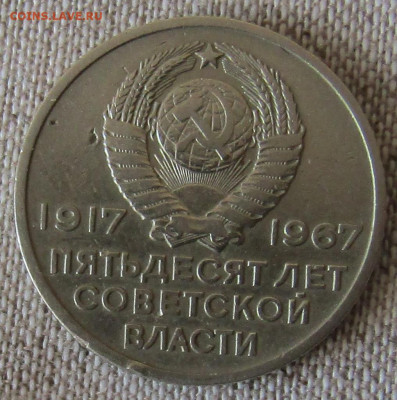 COINS.LAVE.RU
1917 1967
ПЯТЬДЕСЯТ ЛЕТ
СОВЕТСКОЙ
ВЛАСТИ